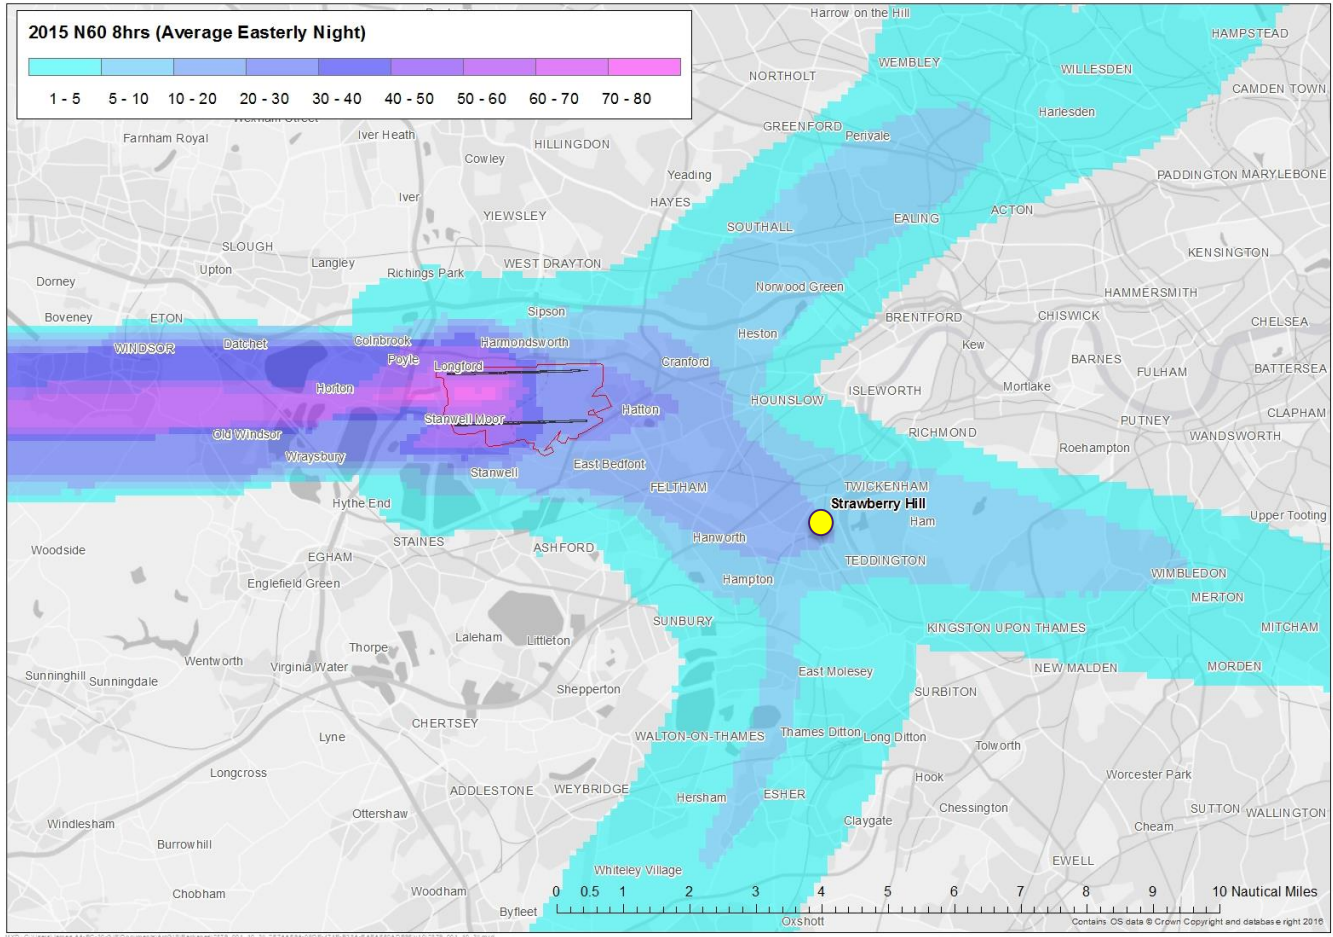 2015 N60 8hrs (Average Easterly Night)
1 - 5 5 - 10 10 - 20 20 - 30 30 - 40 40 - 50 50 - 60 60 - 70 70 - 80
Harrow on the Hill
HAMPSTEAD
WEMBLEY
WILLESDEN
NORTHOLT
CAMDEN TOWN
Harlesden
GREENFORD
Perivale
Farnham Royal
Iver Heath
HILLINGDON
Cowley
Yeading
PADDINGTON
MARYLEBONE
Iver
HAYES
YIEWSLEY
ACTON
EALING
SOUTHALL
SLOUGH
KENSINGTON
Langley
WEST DRAYTON
Upton
Richings Park
Dorney
Norwood Green
HAMMERSMITH
Sipson
Boveney
ETON
BRENTFORD
CHISWICK
CHELSEA
Heston
WINDSOR
Datchet
Colnbrook
Harmondsworth
Kew
Poyle
Longford
Cranford
BARNES
FULHAM
BATTERSEA
Horton
Mortlake
ISLEWORTH
HOUNSLOW
Hatton
CLAPHAM
Stanwell Moor
PUTNEY
Old Windsor
RICHMOND
WANDSWORTH
Roehampton
Wraysbury
East Bedfont
Stanwell
FELTHAM
TWICKENHAM
Hythe End
Strawberry Hill
Upper Tooting
Ham
Hanworth
STAINES
ASHFORD
Woodside
EGHAM
TEDDINGTON
WIMBLEDON
Englefield Green
Hampton
MERTON
SUNBURY
KINGSTON UPON THAMES
MITCHAM
Laleham
Littleton
Thorpe
Wentworth
Virginia Water
NEW MALDEN
MORDEN
East Molesey
Sunninghill
Sunningdale
Shepperton
SURBITON
CHERTSEY
Thames Ditton
Long Ditton
WALTON-ON-THAMES
Lyne
Tolworth
Longcross
Worcester Park
Hook
ADDLESTONE
WEYBRIDGE
Hersham
ESHER
Chessington
SUTTON
WALLINGTON
Ottershaw
Claygate
Windlesham
Cheam
Burrowhill
EWELL
Whiteley Village
Chobham
Woodham
0 0.5 1 2 3 4 5 6 7 8 9 10 Nautical Miles
Byfleet
Oxshott
Contains OS data © Crown Copyright and database right 2016